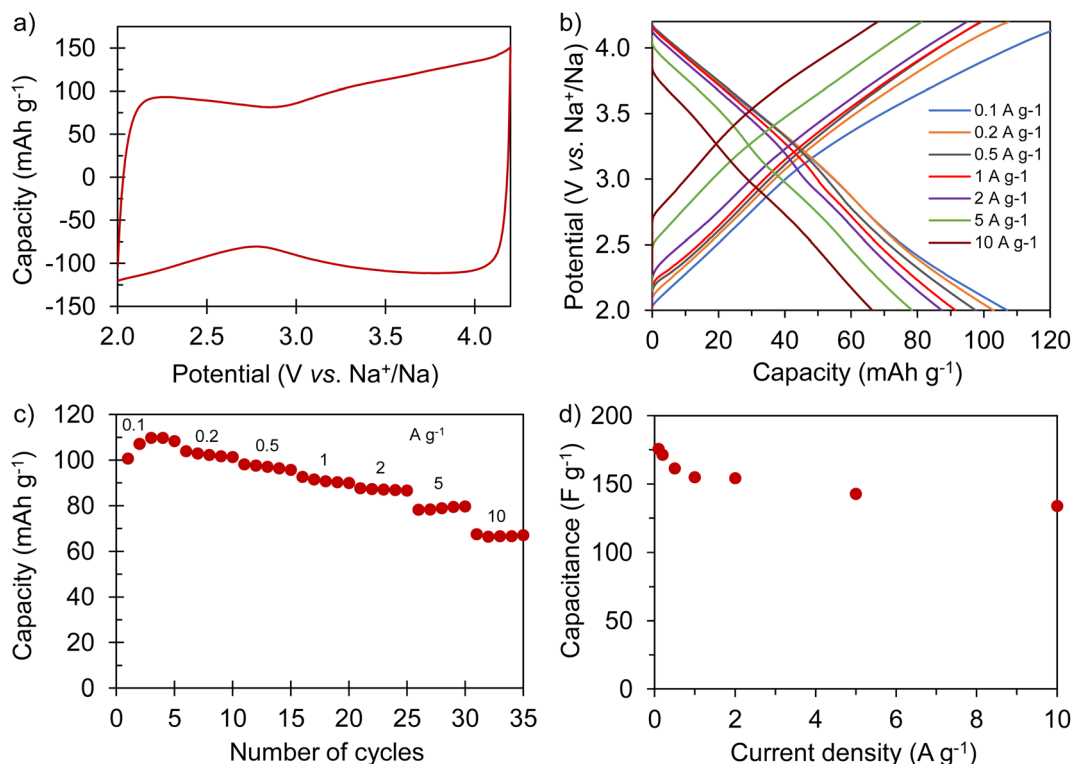 a)
150
100
50
0
-50
-100
-150
2.0 2.5 3.0 3.5 4.0
Capacity (mAh g⁻¹)
Potential (V vs. Na⁺/Na)
b)
4.0
3.5
3.0
2.5
2.0
0 20 40 60 80 100 120
Potential (V vs. Na⁺/Na)
Capacity (mAh g⁻¹)
0.1 A g-1
0.2 A g-1
0.5 A g-1
1 A g-1
2 A g-1
5 A g-1
10 A g-1
c)
120
100
80
60
40
20
0
0 5 10 15 20 25 30 35
Capacity (mAh g⁻¹)
Number of cycles
0.1
0.2
0.5
1
2
5
10
A g⁻¹
d)
200
150
100
50
0
0 2 4 6 8 10
Capacitance (F g⁻¹)
Current density (A g⁻¹)